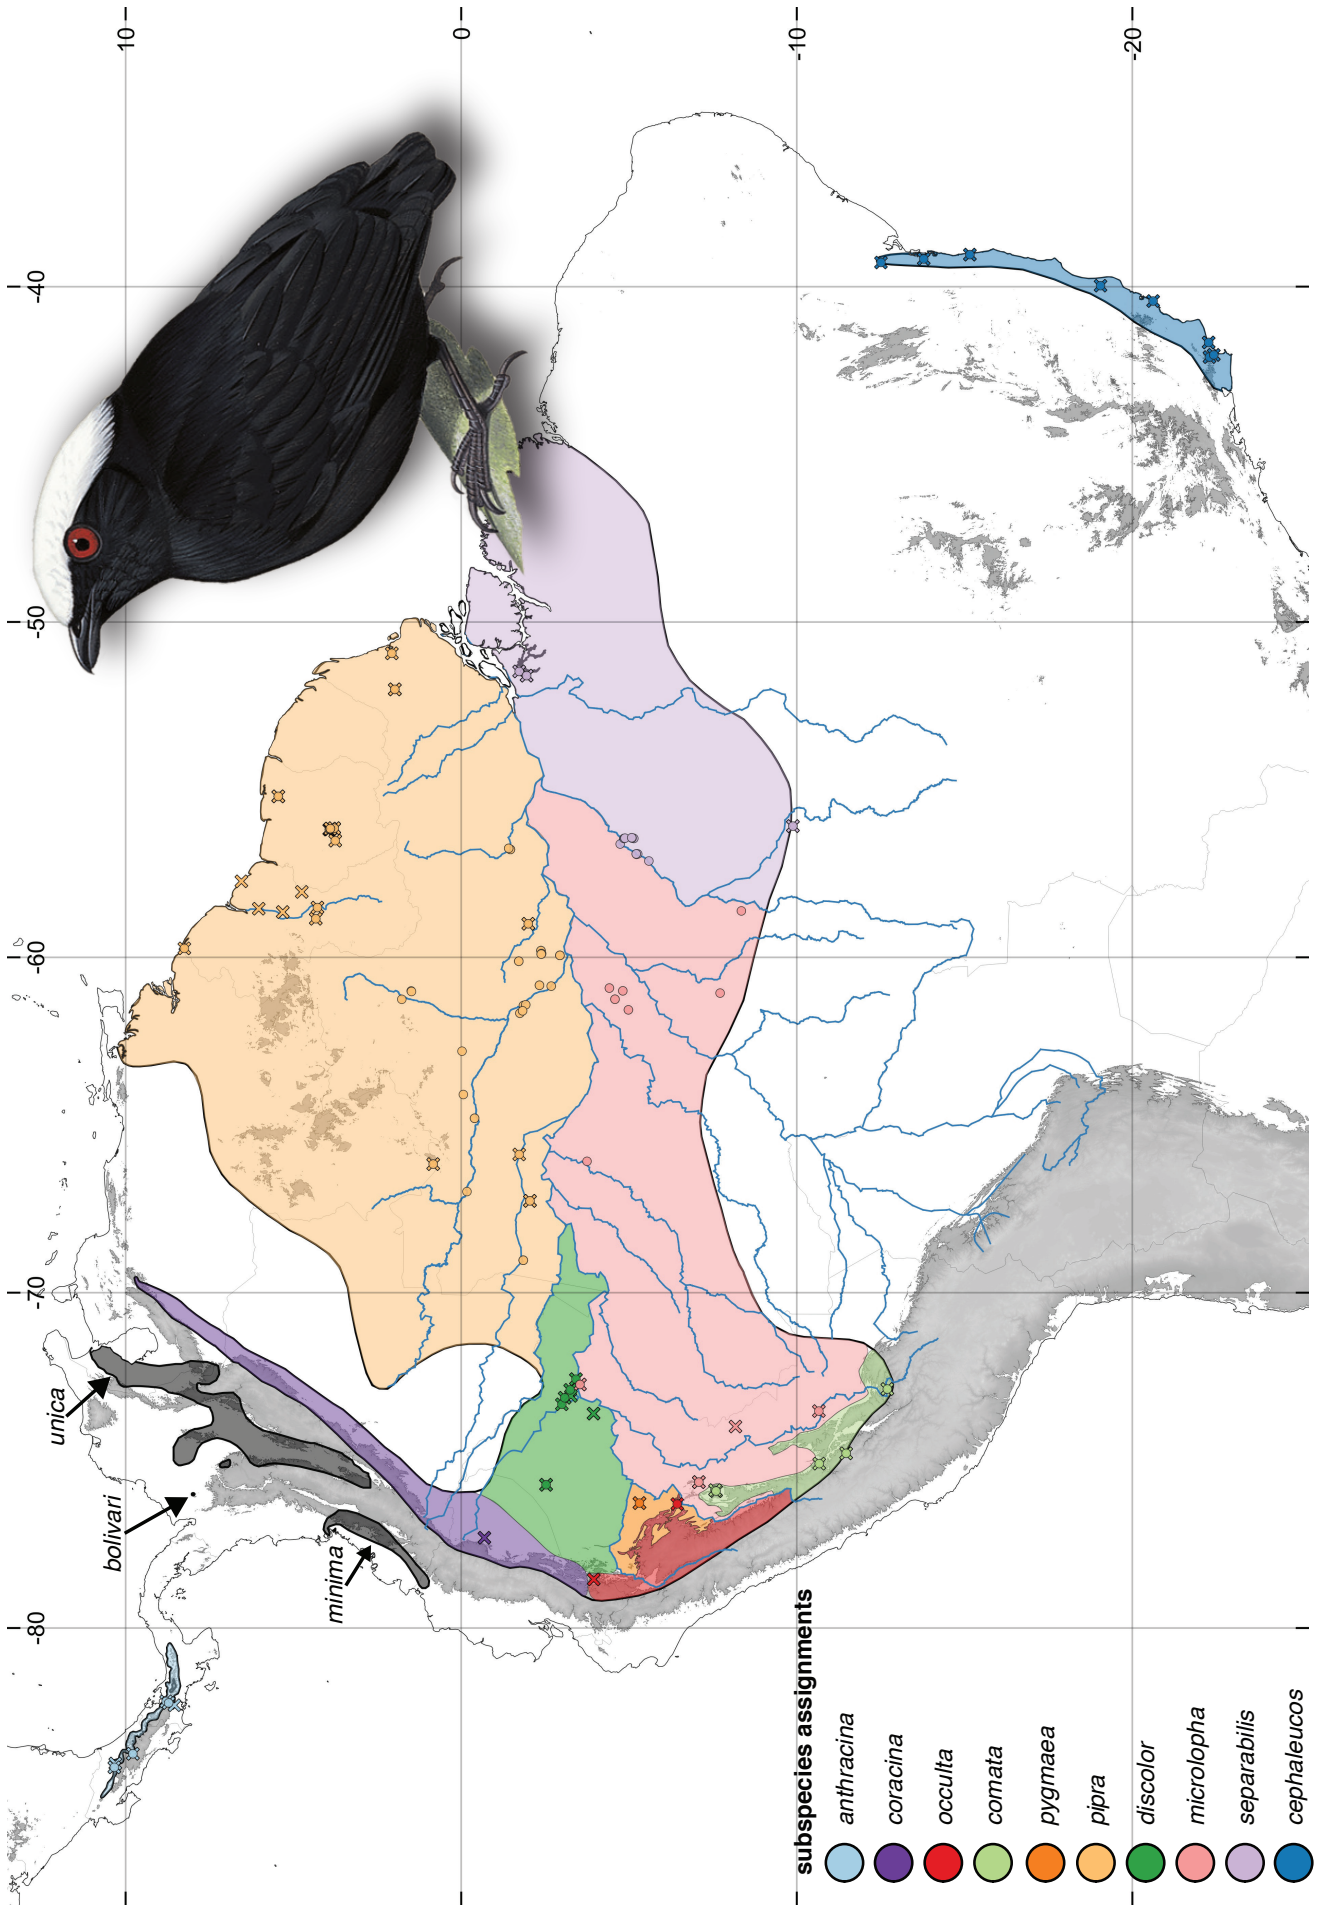 -80
-70
-60
-50
-40
10
0
-10
-20
unica
bolivari
minima
subspecies assignments
anthracina
coracina
occulta
comata
pygmaea
pipra
discolor
microlopha
separabilis
cephaleucos